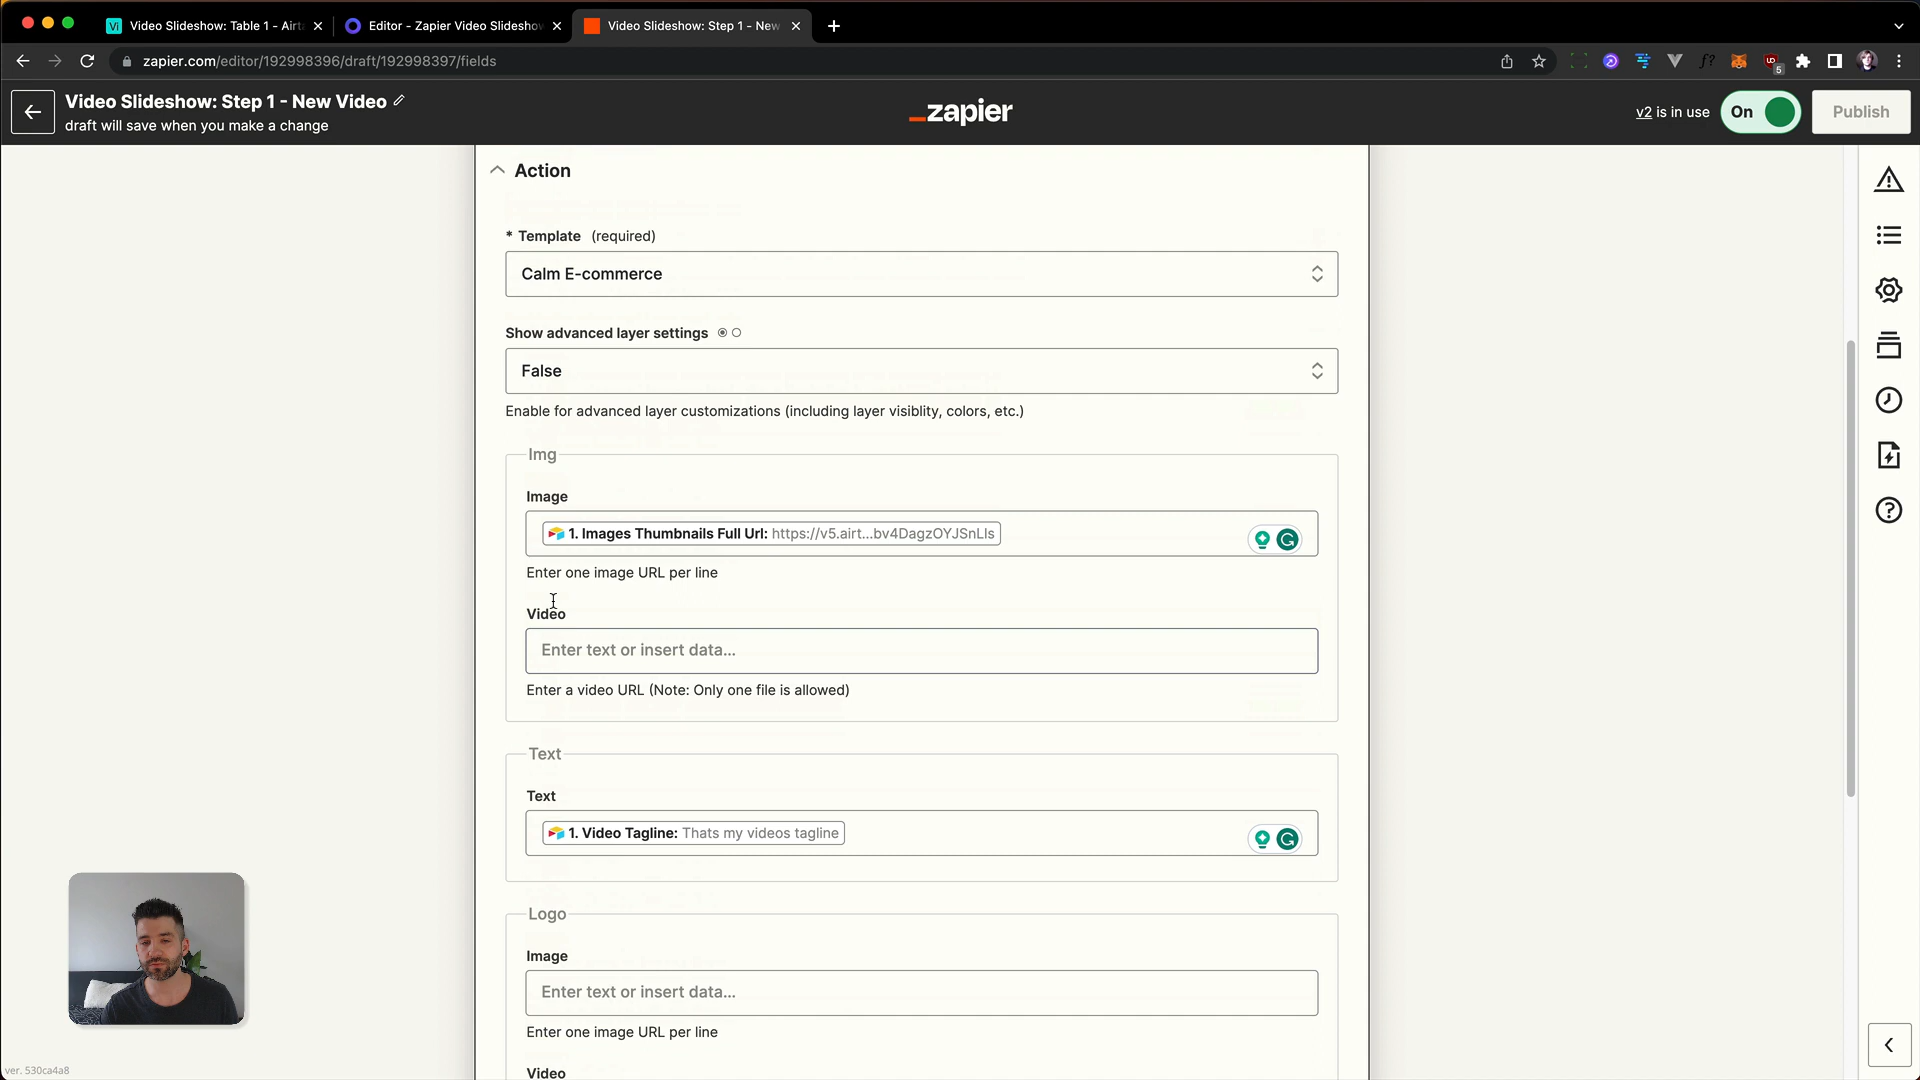 Video Slideshow: Table 1 - Airta
Editor - Zapier Video Slideshow
Video Slideshow: Step 1 - New
zapier.com/editor/192998396/draft/192998397/fields
Video Slideshow: Step 1 - New Video
draft will save when you make a change
zapier
v2 is in use
On
Publish
Action
* Template (required)
Calm E-commerce
Show advanced layer settings
False
Enable for advanced layer customizations (including layer visiblity, colors, etc.)
Img
Image
1. Images Thumbnails Full Url: https://v5.airt...bv4DagzOYJSnLls
Enter one image URL per line
Video
Enter text or insert data...
Enter a video URL (Note: Only one file is allowed)
Text
Text
1. Video Tagline: Thats my videos tagline
Logo
Image
Enter text or insert data...
Enter one image URL per line
Video
ver. 530ca4a8